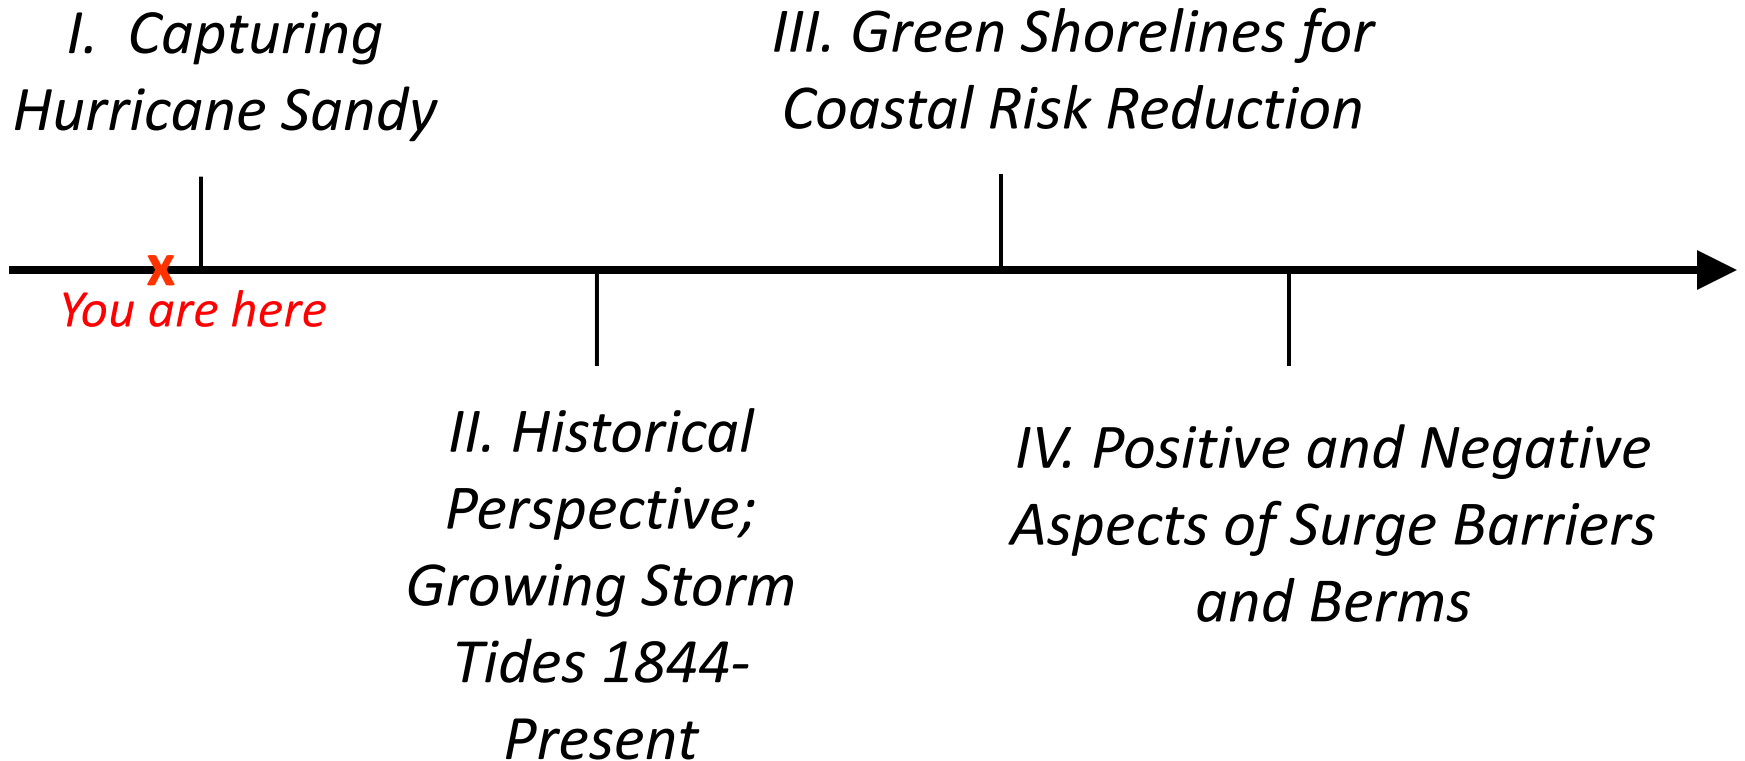 I. Capturing
Hurricane Sandy
III. Green Shorelines for
Coastal Risk Reduction
x
You are here
II. Historical
Perspective;
Growing Storm
Tides 1844-
Present
IV. Positive and Negative
Aspects of Surge Barriers
and Berms